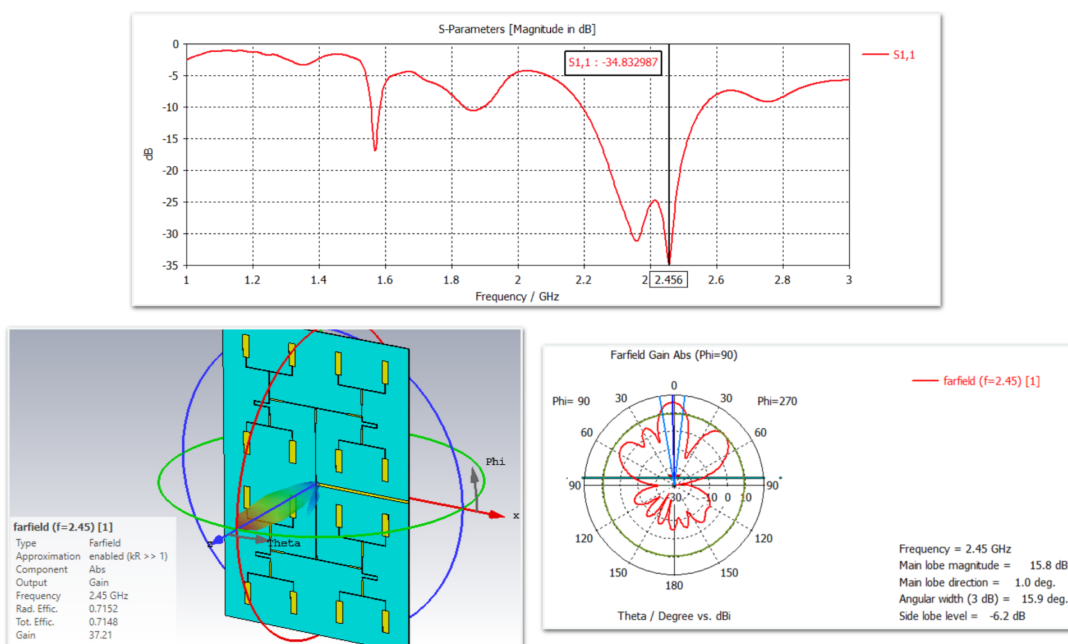 S-Parameters [Magnitude in dB]
0
-5
-10
-15
-20
-25
-30
-35
dB
S1,1 : -34.832987
S1,1
1
1.2
1.4
1.6
1.8
2
2.2
2.456
2.6
2.8
3
Frequency / GHz
Phi
x
Theta
farfield (f=2.45) [1]
Type Farfield
Approximation enabled (kR >> 1)
Component Abs
Output Gain
Frequency 2.45 GHz
Rad. Effic. 0.7152
Tot. Effic. 0.7148
Gain 37.21
Farfield Gain Abs (Phi=90)
farfield (f=2.45) [1]
0
30
30
Phi= 90
Phi=270
60
60
90
90
-30
-10
0
10
120
120
150
150
180
Theta / Degree vs. dBi
Frequency = 2.45 GHz
Main lobe magnitude = 15.8 dB
Main lobe direction = 1.0 deg.
Angular width (3 dB) = 15.9 deg.
Side lobe level = -6.2 dB